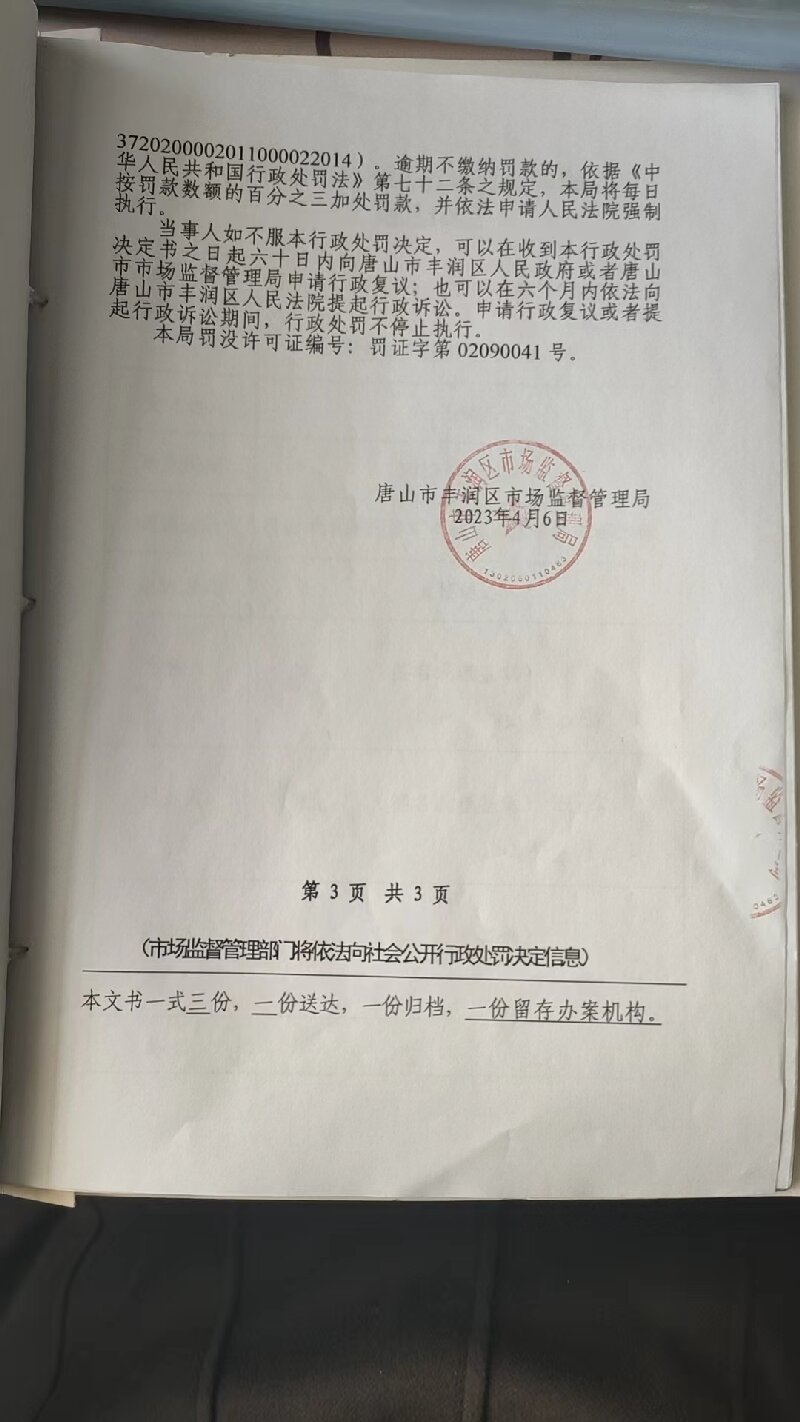 3720200002011000022014）。逾期不缴纳罚款的，依据《中
华人民共和国行政处罚法》第七十二条之规定，本局将每日
按罚款数额的百分之三加处罚款，并依法申请人民法院强制
执行。
当事人如不服本行政处罚决定，可以在收到本行政处罚
决定书之日起六十日内向唐山市丰润区人民政府或者唐山
市市场监督管理局申请行政复议；也可以在六个月内依法向
唐山市丰润区人民法院提起行政诉讼。申请行政复议或者提
起行政诉讼期间，行政处罚不停止执行。
本局罚没许可证编号：罚证字第 02090041 号。
唐山市丰润区市场监督管理局
2023年4月6日
第 3 页 共 3 页
（市场监督管理部门将依法向社会公开行政处罚决定信息）
本文书一式三份，一份送达，一份归档，一份留存办案机构。